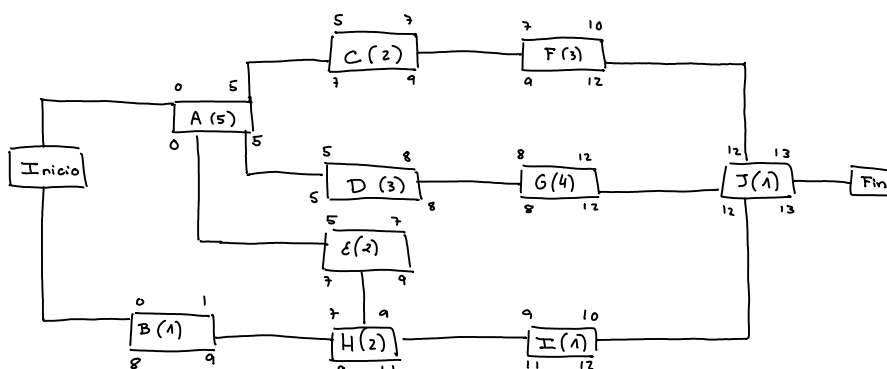 5 7
C(2)
7 9
7 10
F(3)
9 12
0 5
A(5)
0 5
Inicio
5 8
D(3)
5 8
8 12
G(4)
8 12
12 13
J(1)
12 13
Fin
5 7
E(2)
7 9
0 1
B(1)
8 9
7 9
H(2)
9 10
I(1)
11 12